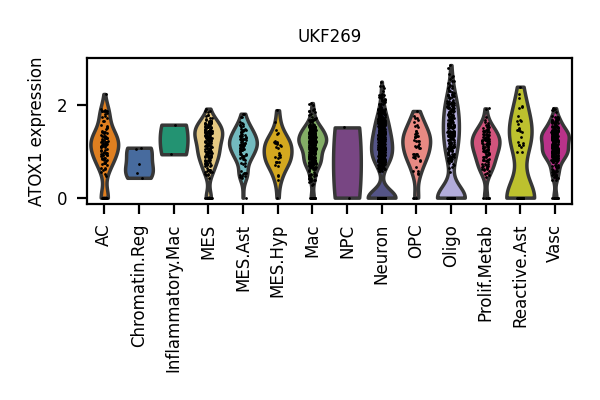 UKF269
ATOX1 expression
2
0
AC
Chromatin.Reg
Inflammatory.Mac
MES
MES.Ast
MES.Hyp
Mac
NPC
Neuron
OPC
Oligo
Prolif.Metab
Reactive.Ast
Vasc